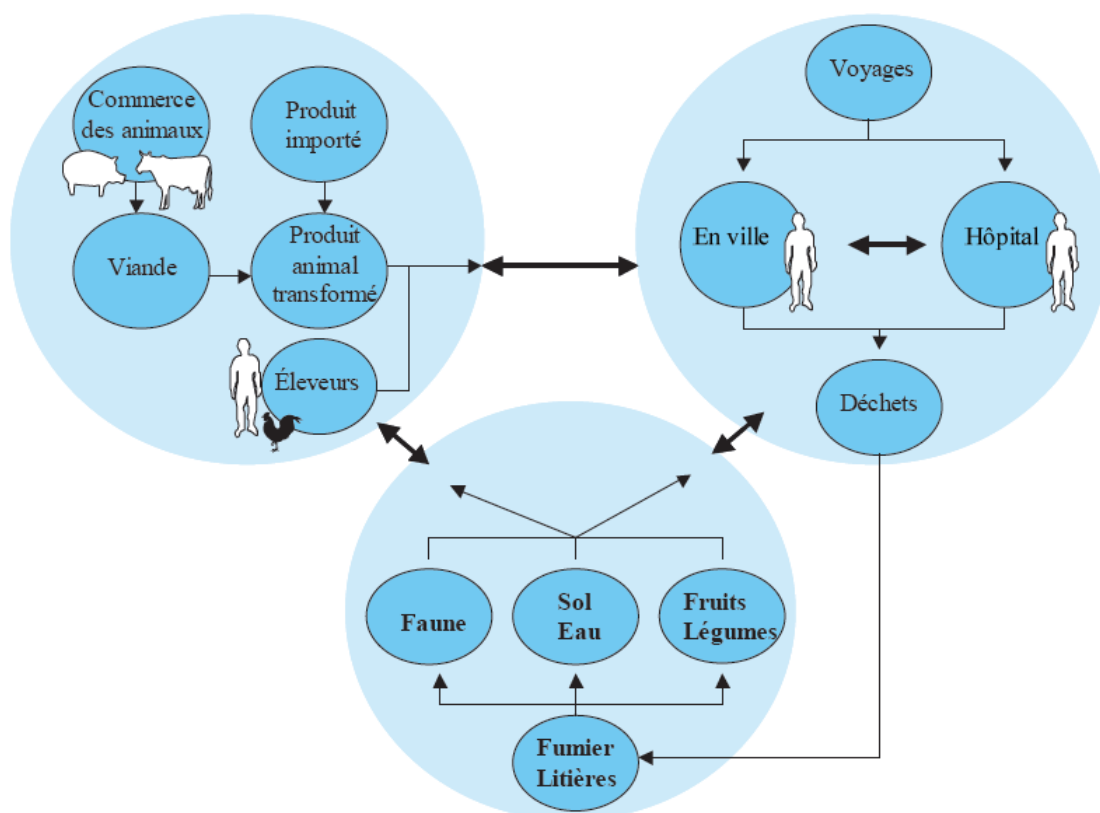 Commerce
des animaux
Produit
importé
Viande
Produit
animal
transformé
Éleveurs
Voyages
En ville
Hôpital
Déchets
Faune
Sol
Eau
Fruits
Légumes
Fumier
Litières